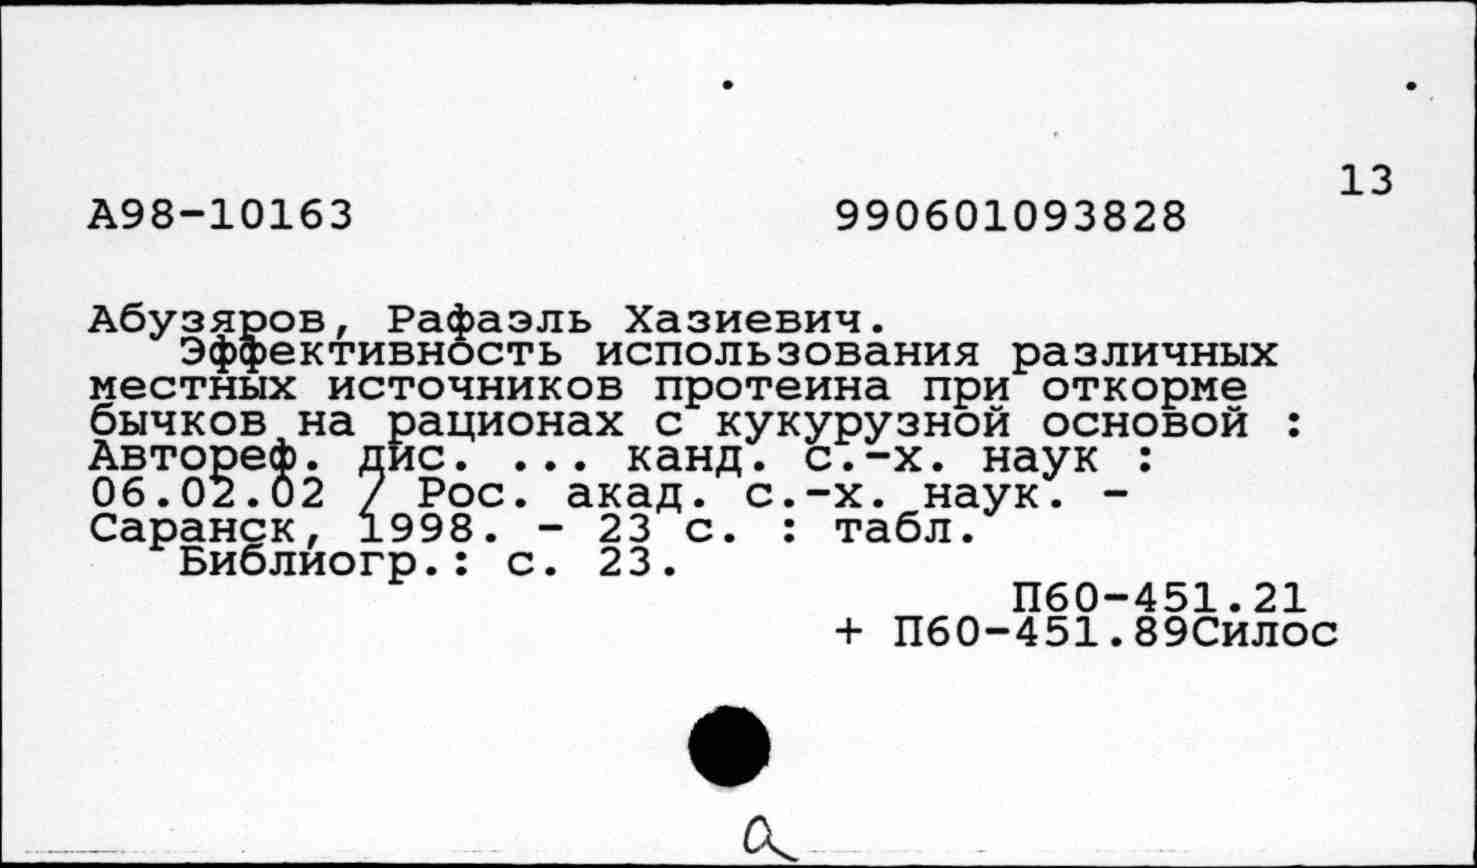 13
А98-10163 990601093828
Абузяров, Рафаэль Хазиевич.
Эффективность использования различных
местных источников протеина при откорме
бычков на рационах с кукурузной основой :
Автореф. дис. ... канд. с.-х. наук :
06.02.02 / Рос. акад. с.-х. наук. -
Саранск, 1998. - 23 с. : табл.
Библиогр.: с. 23.
П60-451.21
+ П60-451.89Силос
а